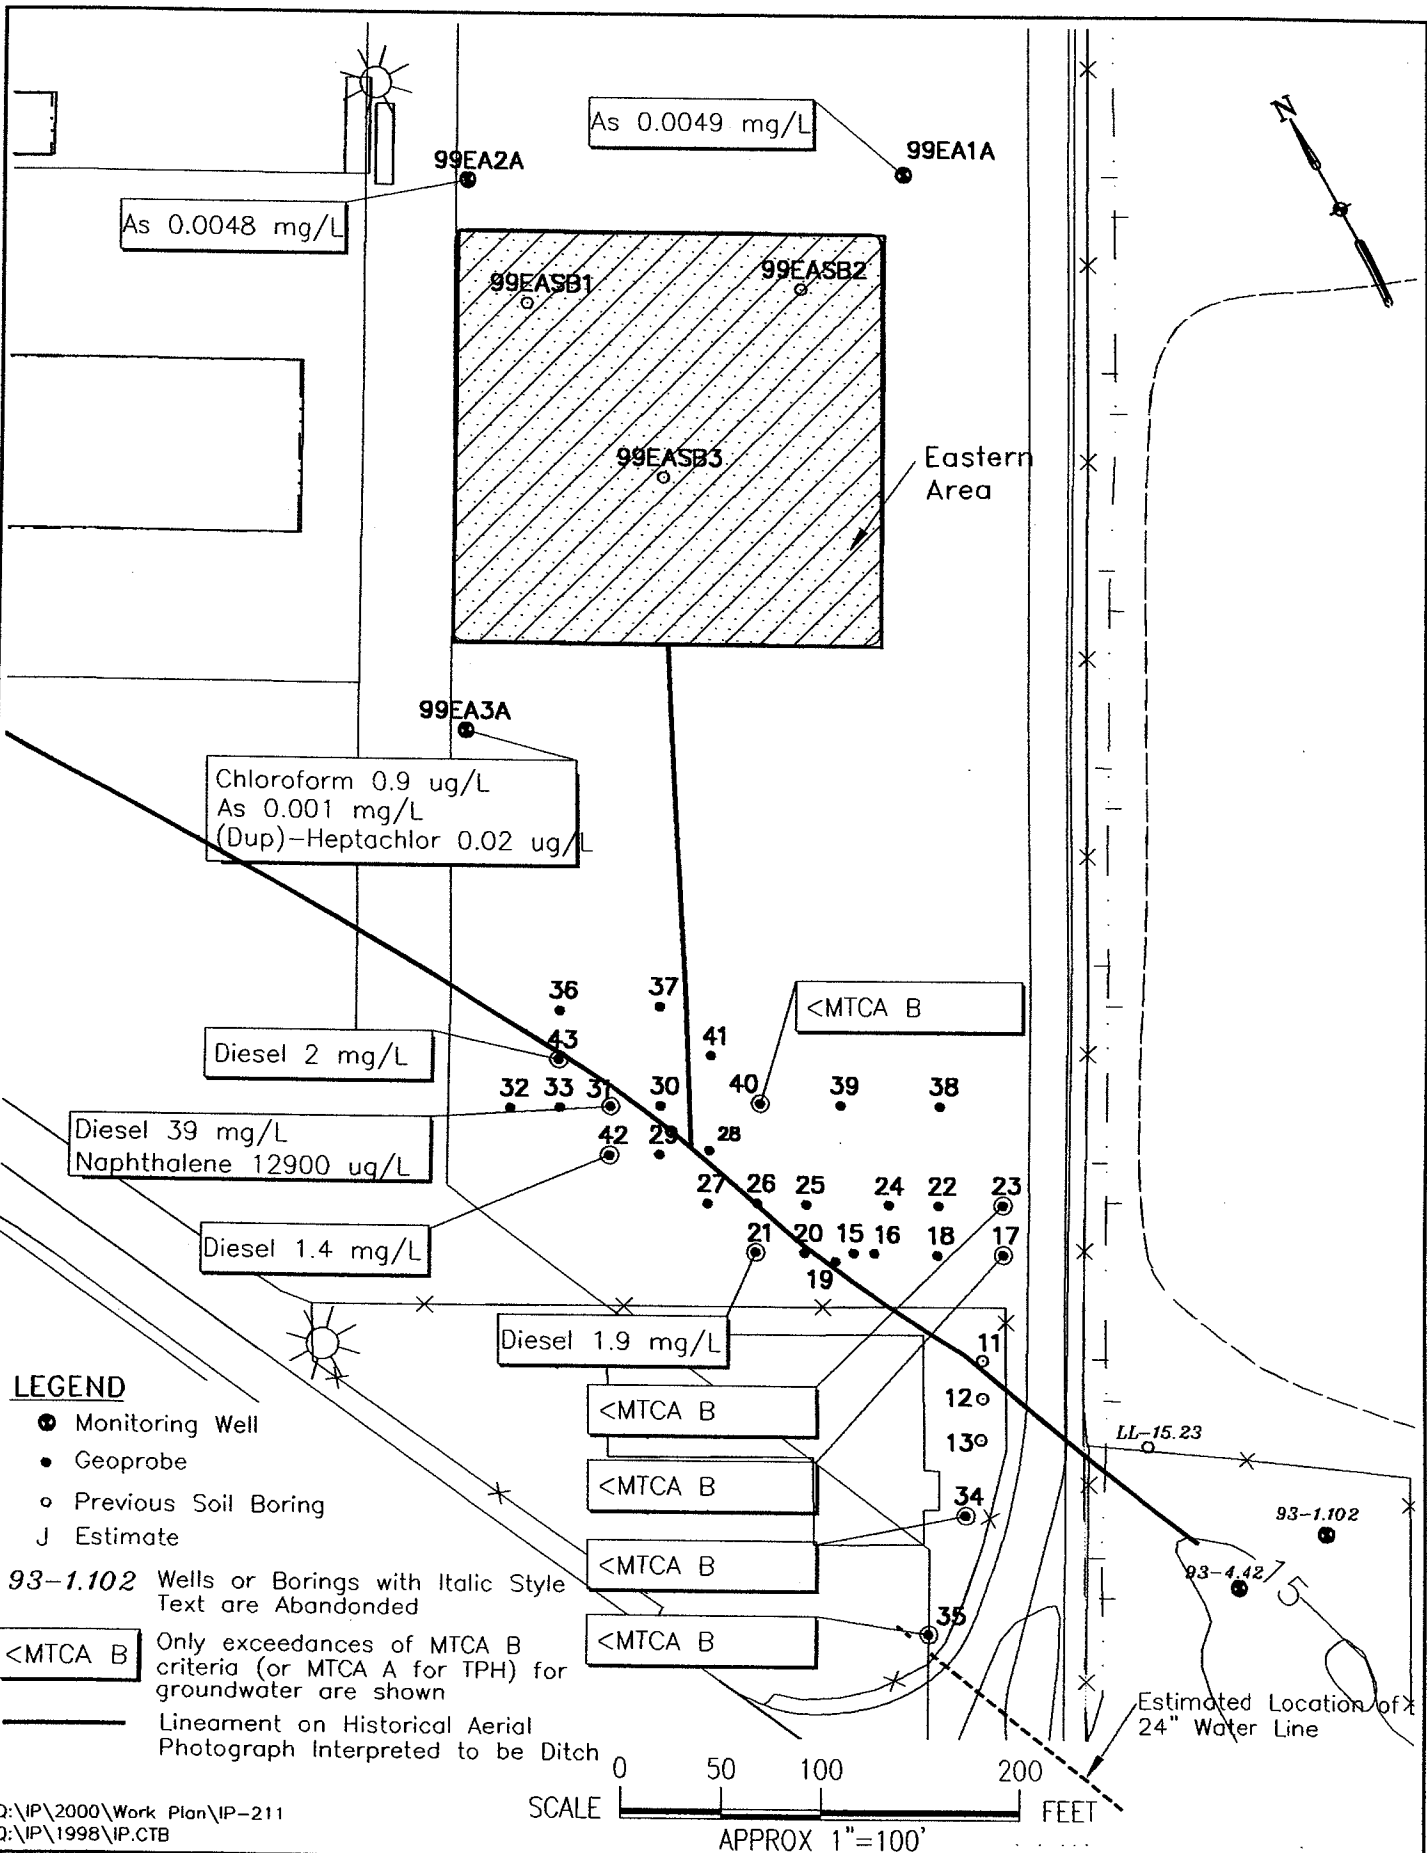 N
As 0.0049 mg/L
99EA1A
99EA2A
As 0.0048 mg/L
99EASB1
99EASB2
99EASB3
Eastern
Area
99EA3A
Chloroform 0.9 ug/L
As 0.001 mg/L
(Dup)-Heptachlor 0.02 ug/L
36
37
<MTCA B
43
41
Diesel 2 mg/L
32
33
31
30
40
39
38
Diesel 39 mg/L
Naphthalene 12900 ug/L
42
29
28
27
26
25
24
22
23
21
20
15
16
18
17
19
Diesel 1.4 mg/L
Diesel 1.9 mg/L
11
12
13
<MTCA B
<MTCA B
34
<MTCA B
35
<MTCA B
LL-15.23
93-1.102
93-4.42
15
LEGEND
Monitoring Well
Geoprobe
Previous Soil Boring
J Estimate
93-1.102 Wells or Borings with Italic Style
Text are Abandonded
<MTCA B Only exceedances of MTCA B
criteria (or MTCA A for TPH) for
groundwater are shown
Lineament on Historical Aerial
Photograph Interpreted to be Ditch
Estimated Location of
24" Water Line
0 50 100 200
SCALE FEET
APPROX 1"=100'
Q:\IP\2000\Work Plan\IP-211
Q:\IP\1998\IP.CTB